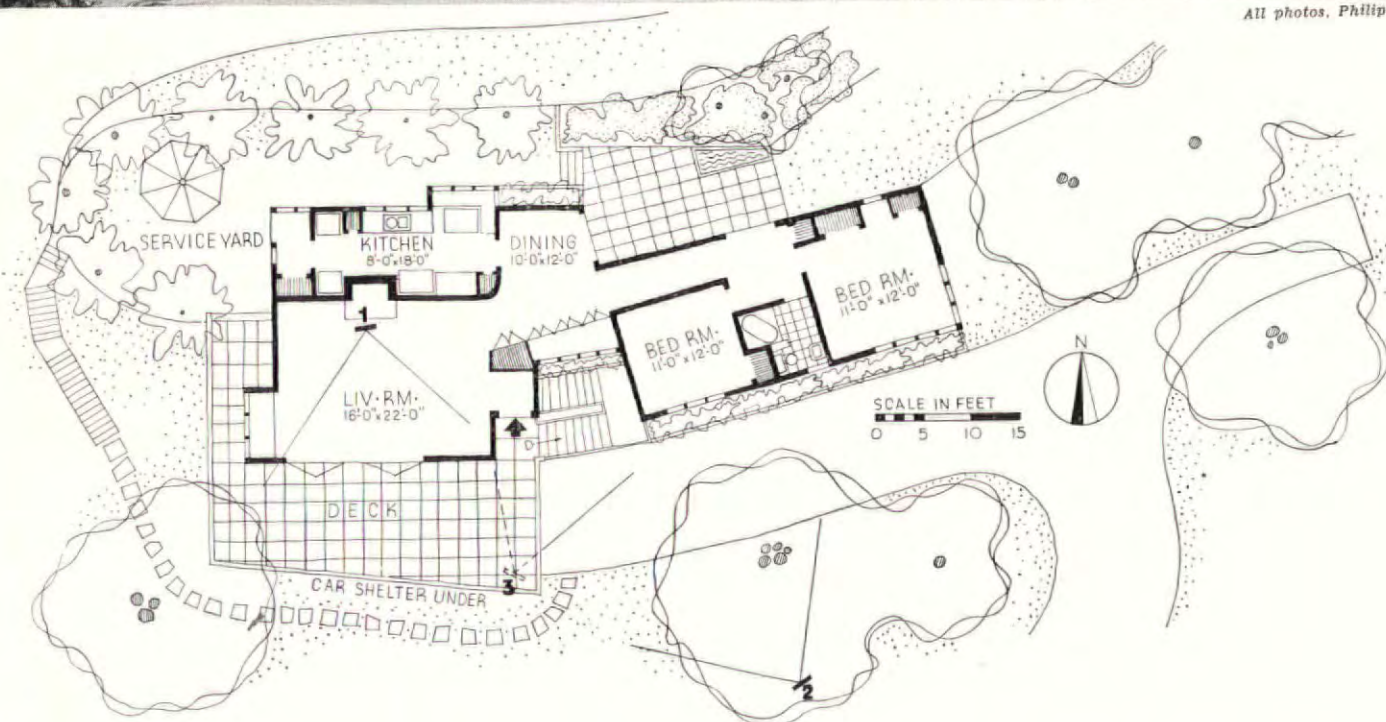 All photos, Philip
SERVICE YARD
KITCHEN
8'-0"x18'-0"
DINING
10'-0"x12'-0"
BED RM.
11'-0"x12'-0"
1
BED RM.
11'-0"x12'-0"
N
LIV. RM.
16'-0"x22'-0"
SCALE IN FEET
0 5 10 15
D
DECK
3
CAR SHELTER UNDER
2